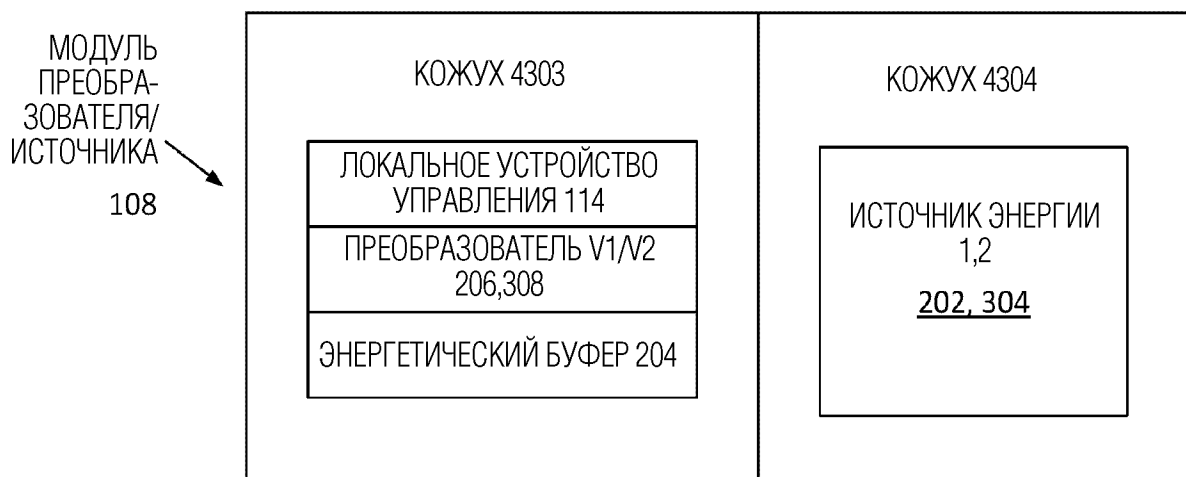 МОДУЛЬ
ПРЕОБРА-
ЗОВАТЕЛЯ/
ИСТОЧНИКА
108
КОЖУХ 4303
ЛОКАЛЬНОЕ УСТРОЙСТВО
УПРАВЛЕНИЯ 114
ПРЕОБРАЗОВАТЕЛЬ V1/V2
206,308
ЭНЕРГЕТИЧЕСКИЙ БУФЕР 204
КОЖУХ 4304
ИСТОЧНИК ЭНЕРГИИ
1,2
202, 304